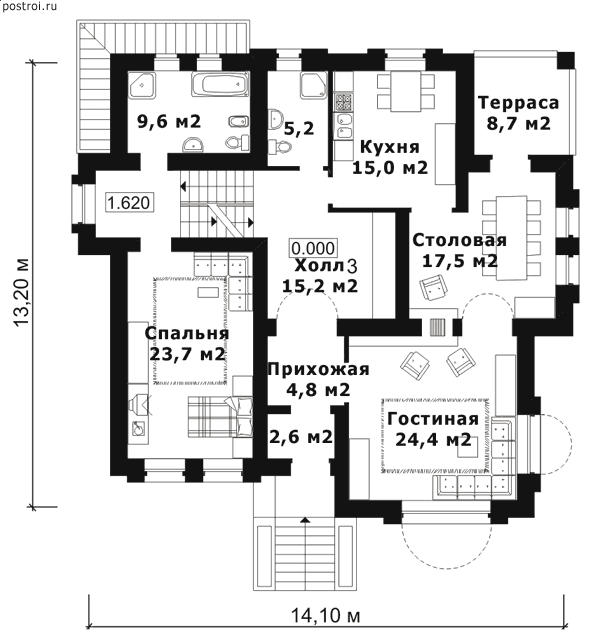 postroi.ru
9,6 м2
5,2
Кухня
15,0 м2
Терраса
8,7 м2
1.620
0.000
Холл3
15,2 м2
Столовая
17,5 м2
13,20 м
Спальня
23,7 м2
Прихожая
4,8 м2
2,6 м2
Гостиная
24,4 м2
14,10 м